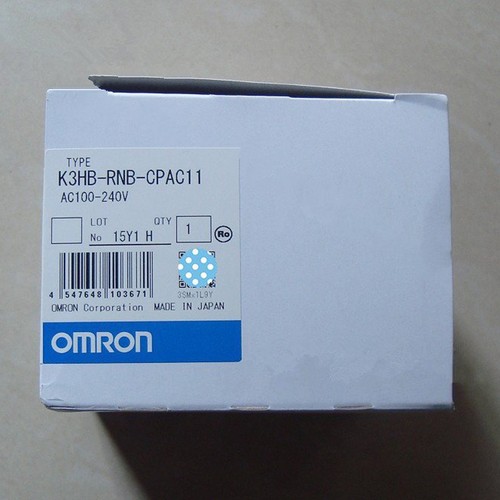 TYPE
K3HB-RNB-CPAC11
AC100-240V
LOT QTY
No 15Y1 H 1 Ro
4 547648 103671
3SMx1L9Y
OMRON Corporation MADE IN JAPAN
OMRON